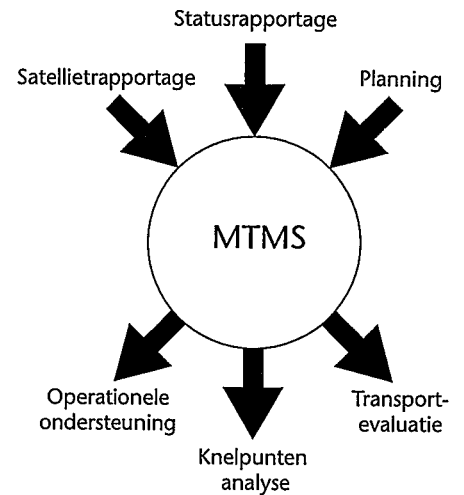 Statusrapportage
Satellietrapportage
Planning
MTMS
Operationele
ondersteuning
Knelpunten
analyse
Transport-
evaluatie